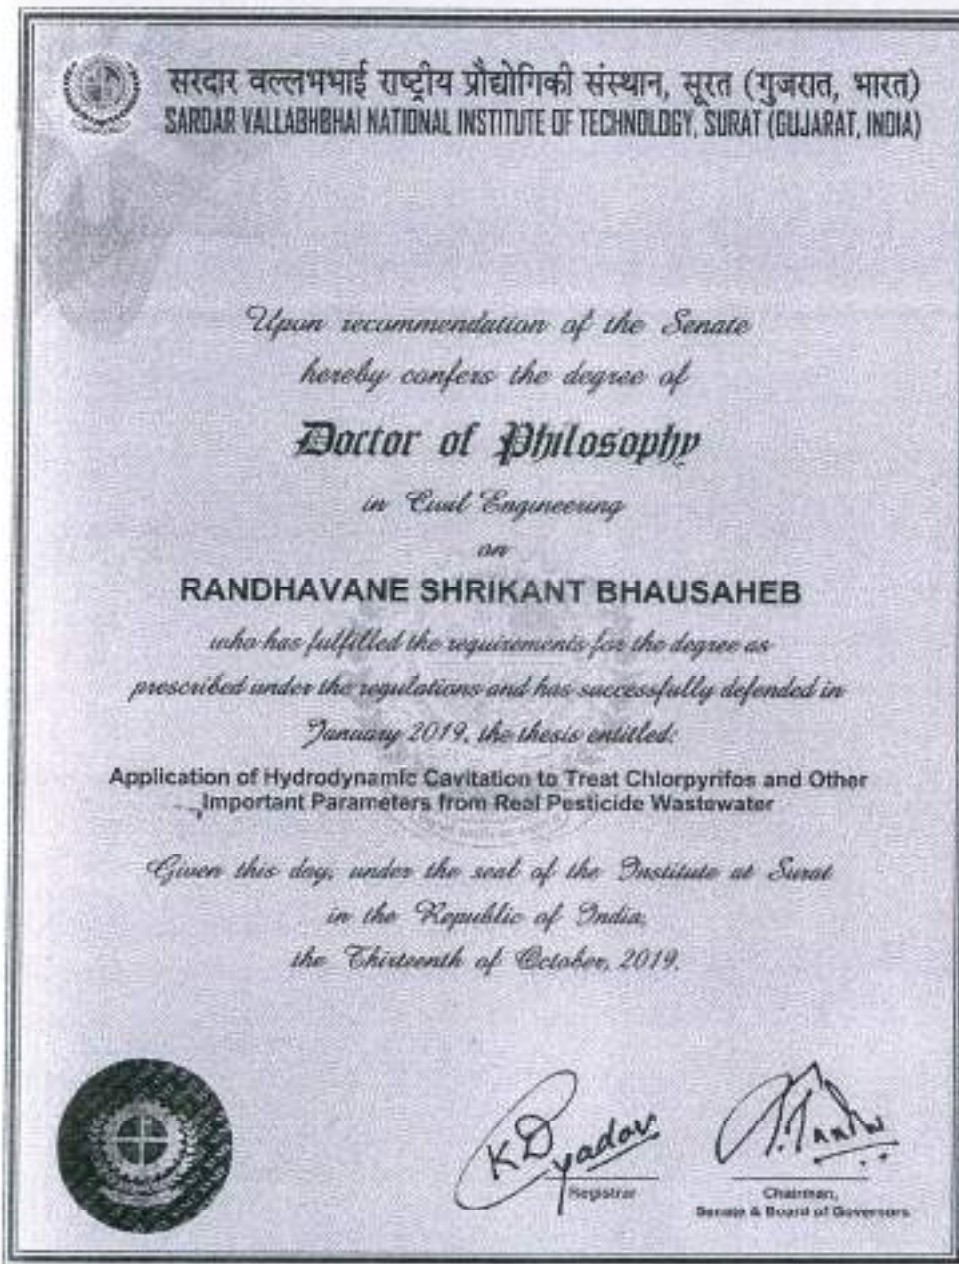 सरदार वल्लभभाई राष्ट्रीय प्रौद्योगिकी संस्थान, सूरत (गुजरात, भारत)
SARDAR VALLABHBHAI NATIONAL INSTITUTE OF TECHNOLOGY, SURAT (GUJARAT, INDIA)
Upon recommendation of the Senate
hereby confers the degree of
Doctor of Philosophy
in Civil Engineering
on
RANDHAVANE SHRIKANT BHAUSAHEB
who has fulfilled the requirements for the degree as
prescribed under the regulations and has successfully defended in
January 2019, the thesis entitled:
Application of Hydrodynamic Cavitation to Treat Chlorpyrifos and Other
Important Parameters from Real Pesticide Wastewater
Given this day, under the seal of the Institute at Surat
in the Republic of India,
the Thirteenth of October, 2019.
KDyadav
Registrar
Chairman,
Senate & Board of Governors